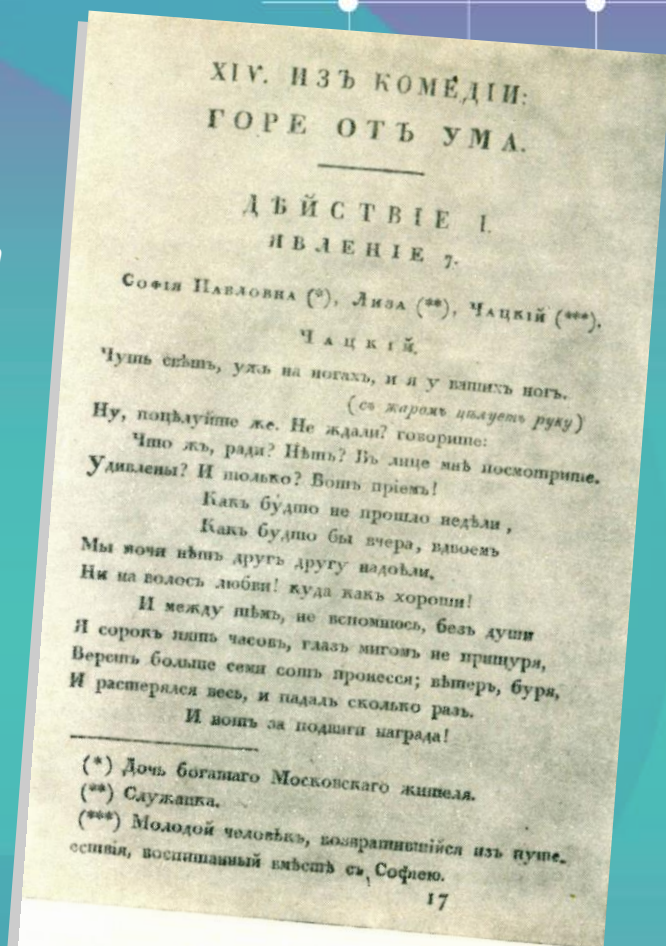 XIV. ИЗЪ КОМЕДІИ:
ГОРЕ ОТЪ УМА.
ДѢЙСТВІЕ I.
ЯВЛЕНІЕ 7.
Софія Павловна (*), Лиза (**), Чацкій (***).
Чацкій.
Чуть свѣтъ, ужъ на ногахъ, и я у вашихъ ногъ.
(съ жаромъ цѣлуетъ руку)
Ну, поцѣлуйте же. Не ждали? говорите:
Что жъ, ради? Нѣтъ? Въ лице мнѣ посмотрите.
Удивлены? И только? Вотъ пріемъ!
Какъ будто не прошло недѣли,
Какъ будто бы вчера, вдвоемъ
Мы мочи нѣтъ другъ другу надоѣли.
Ни на волосъ любви! куда какъ хороши!
И между тѣмъ, не вспомнюсь, безъ души
Я сорокъ пять часовъ, глазъ мигомъ не прищуря,
Верстъ больше семи сотъ пронесся; вѣтеръ, буря,
И растерялся весь, и падалъ сколько разъ.
И вотъ за подвиги награда!
(*) Дочь богатаго Московскаго жителя.
(**) Служанка.
(***) Молодой человѣкъ, возвратившійся изъ путе-
ествія, воспитанный вмѣстѣ съ Софіею.
17